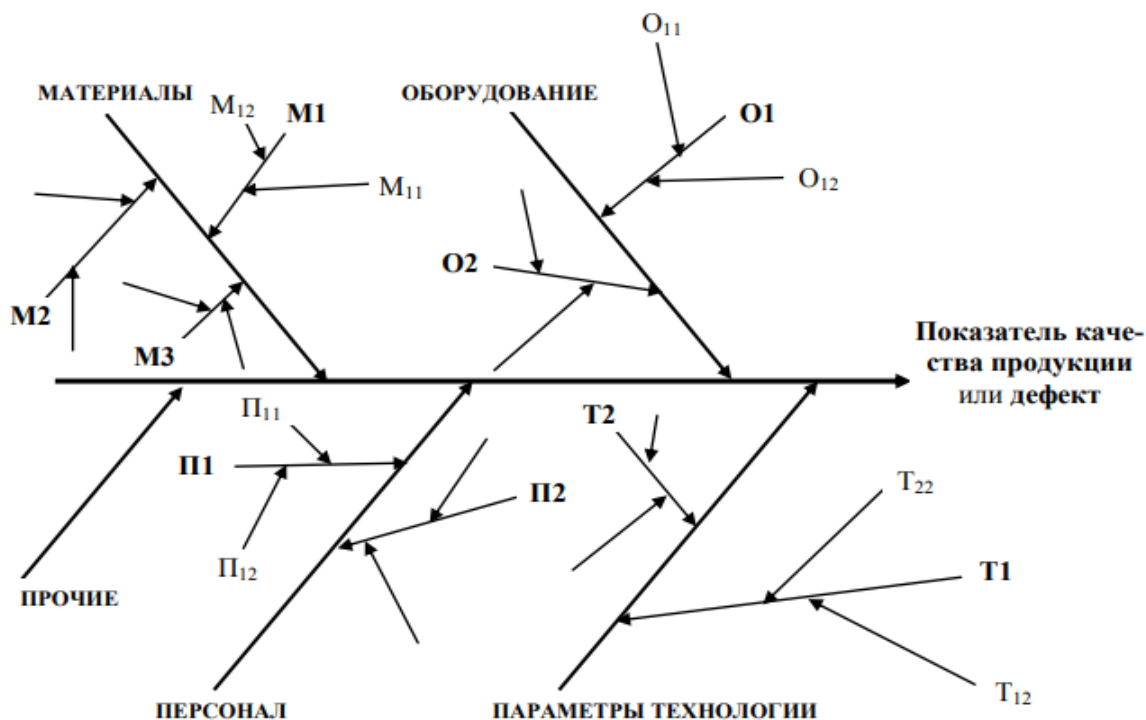 О₁₁
МАТЕРИАЛЫ
М₁₂
М1
ОБОРУДОВАНИЕ
О1
М₁₁
О₁₂
О2
М2
М3
Показатель каче-
ства продукции
или дефект
П₁₁
Т2
П1
П2
Т₂₂
П₁₂
Т1
ПРОЧИЕ
Т₁₂
ПЕРСОНАЛ
ПАРАМЕТРЫ ТЕХНОЛОГИИ